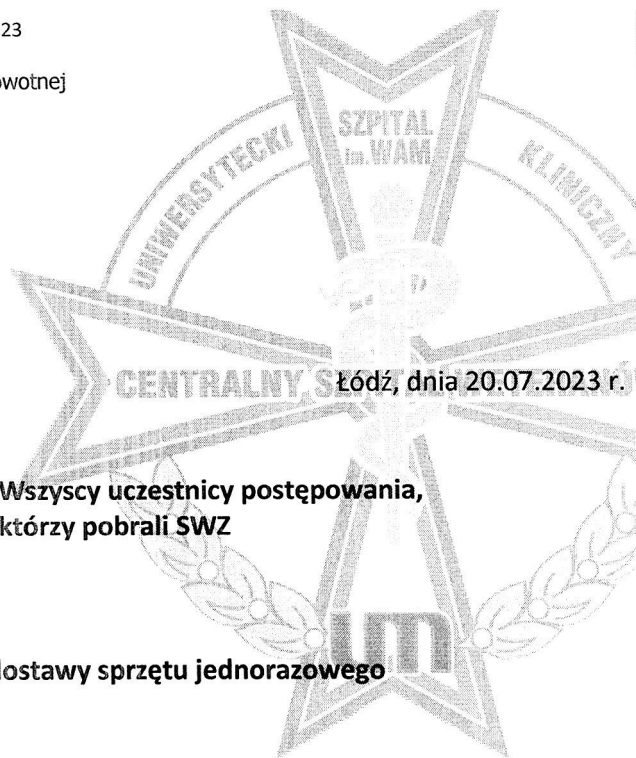 23
owotnej
SZPITAL
im. WAM
UNIWERSYTECKI
KLINICZNY
CENTRALNY
Łódź, dnia 20.07.2023 r.
Wszyscy uczestnicy postępowania,
którzy pobrali SWZ
dostawy sprzętu jednorazowego
um